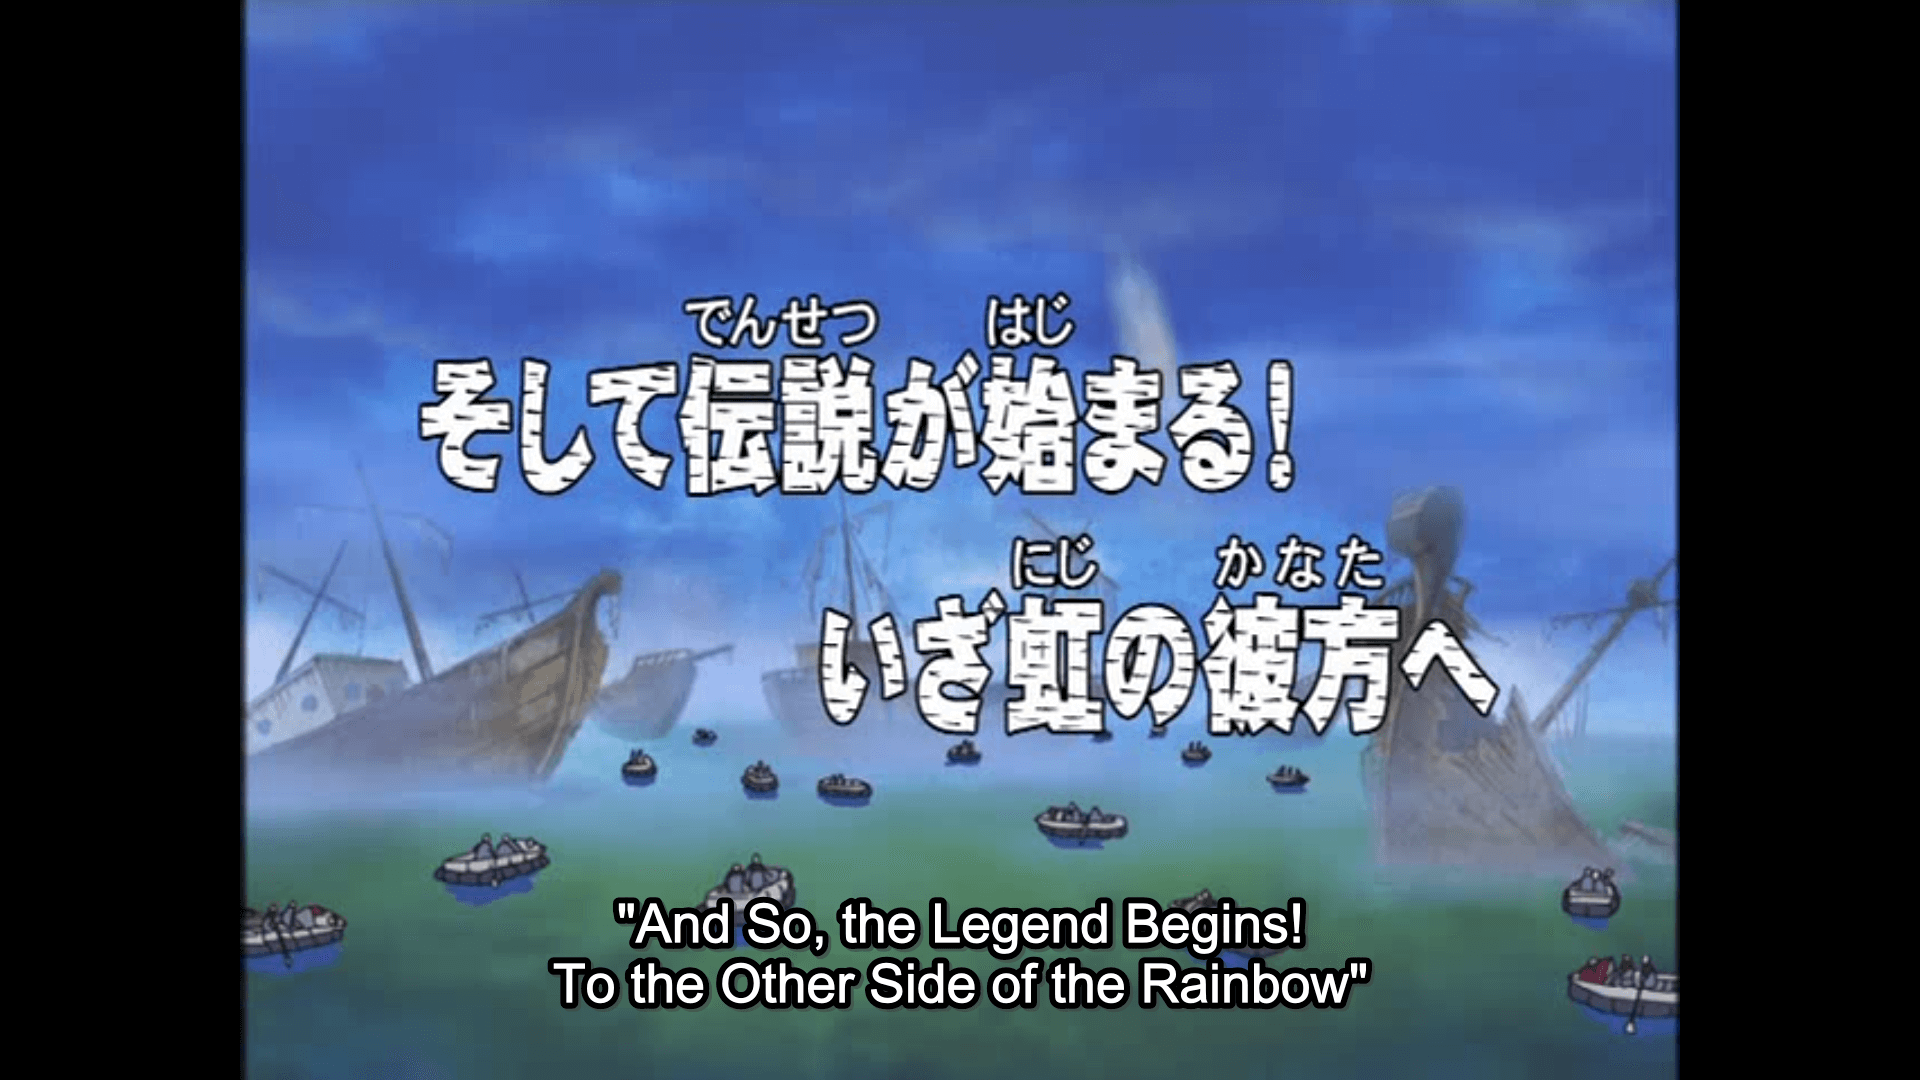 でんせつ はじ
そして伝説が始まる!
にじ かなた
いざ虹の彼方へ
"And So, the Legend Begins!
To the Other Side of the Rainbow"